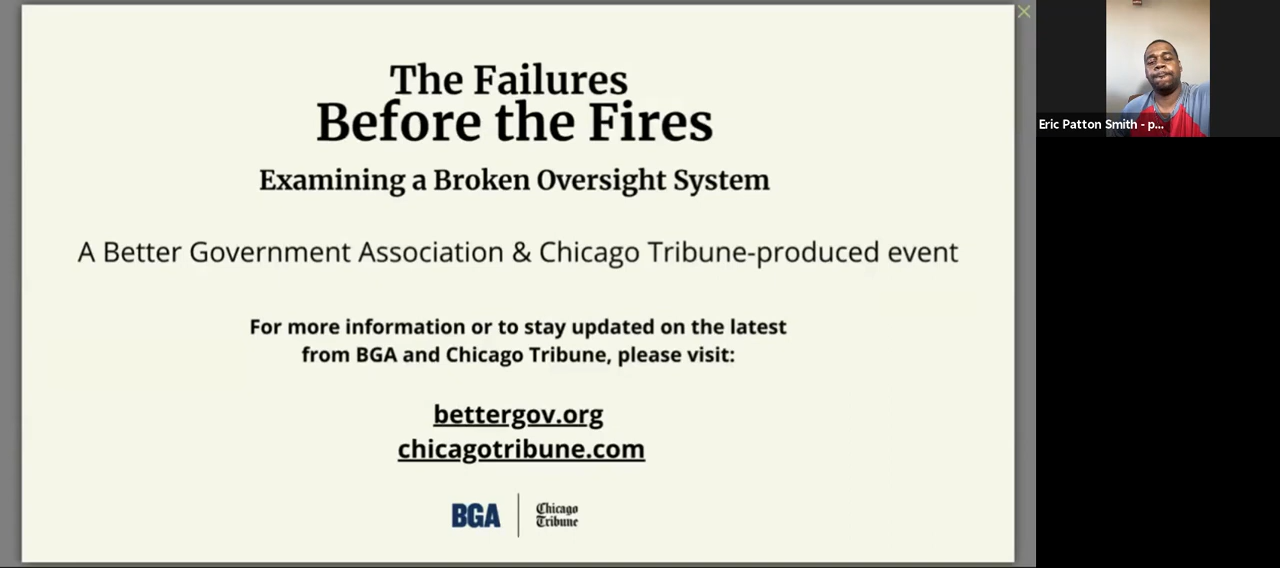 The Failures
Before the Fires
Examining a Broken Oversight System
A Better Government Association & Chicago Tribune-produced event
For more information or to stay updated on the latest
from BGA and Chicago Tribune, please visit:
bettergov.org
chicagotribune.com
BGA
Chicago
Tribune
Eric Patton Smith - p...